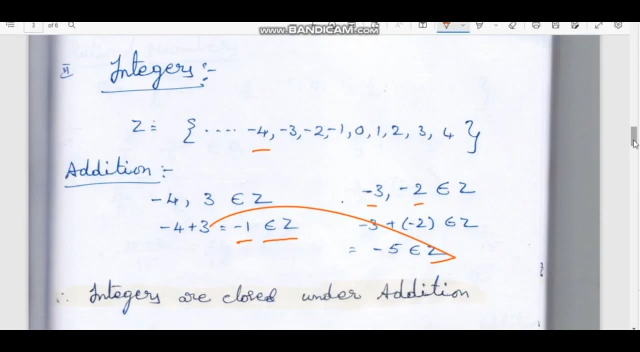 www.BANDICAM.com
II Integers:-
Z = { .... -4, -3, -2, -1, 0, 1, 2, 3, 4 }
Addition :-
-4, 3 ∈ Z
-4+3 = -1 ∈ Z
-3, -2 ∈ Z
-3 + (-2) ∈ Z
= -5 ∈ Z
∴ Integers are closed under Addition